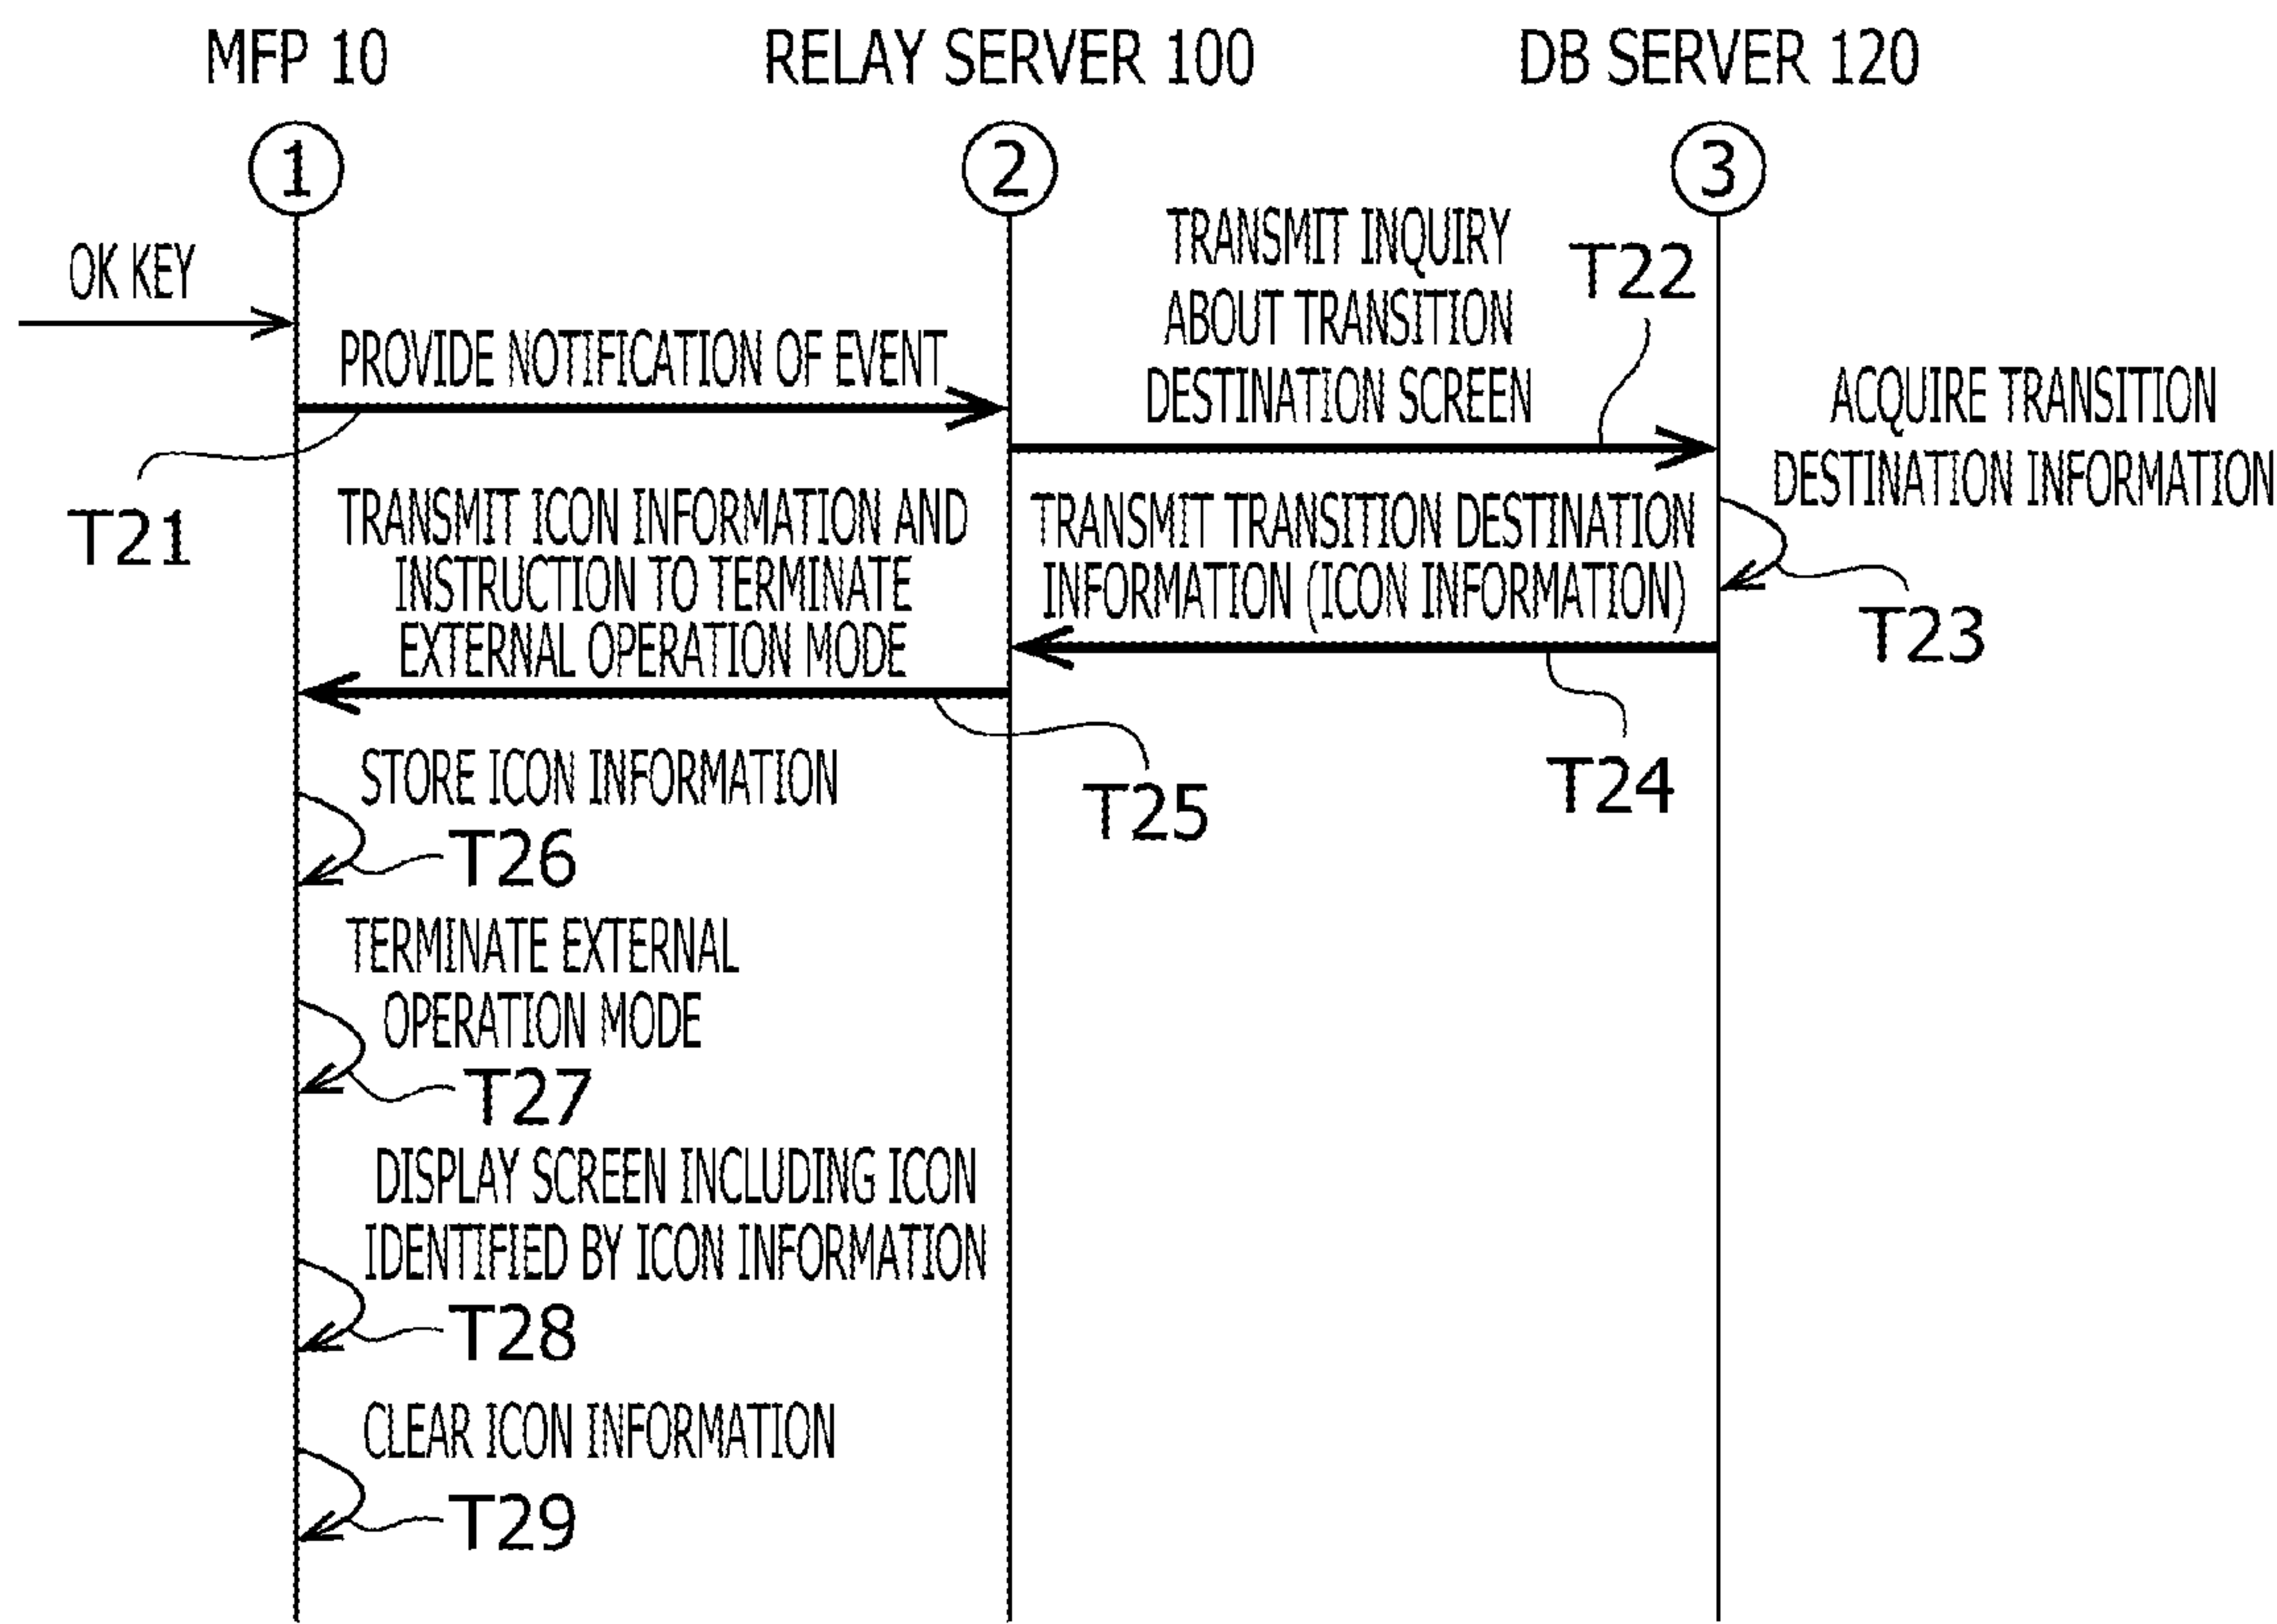 MFP 10
RELAY SERVER 100
DB SERVER 120
1
2
3
OK KEY
PROVIDE NOTIFICATION OF EVENT
T21
TRANSMIT INQUIRY
ABOUT TRANSITION
DESTINATION SCREEN
T22
ACQUIRE TRANSITION
DESTINATION INFORMATION
T23
TRANSMIT TRANSITION DESTINATION
INFORMATION (ICON INFORMATION)
T24
TRANSMIT ICON INFORMATION AND
INSTRUCTION TO TERMINATE
EXTERNAL OPERATION MODE
T25
STORE ICON INFORMATION
T26
TERMINATE EXTERNAL
OPERATION MODE
T27
DISPLAY SCREEN INCLUDING ICON
IDENTIFIED BY ICON INFORMATION
T28
CLEAR ICON INFORMATION
T29